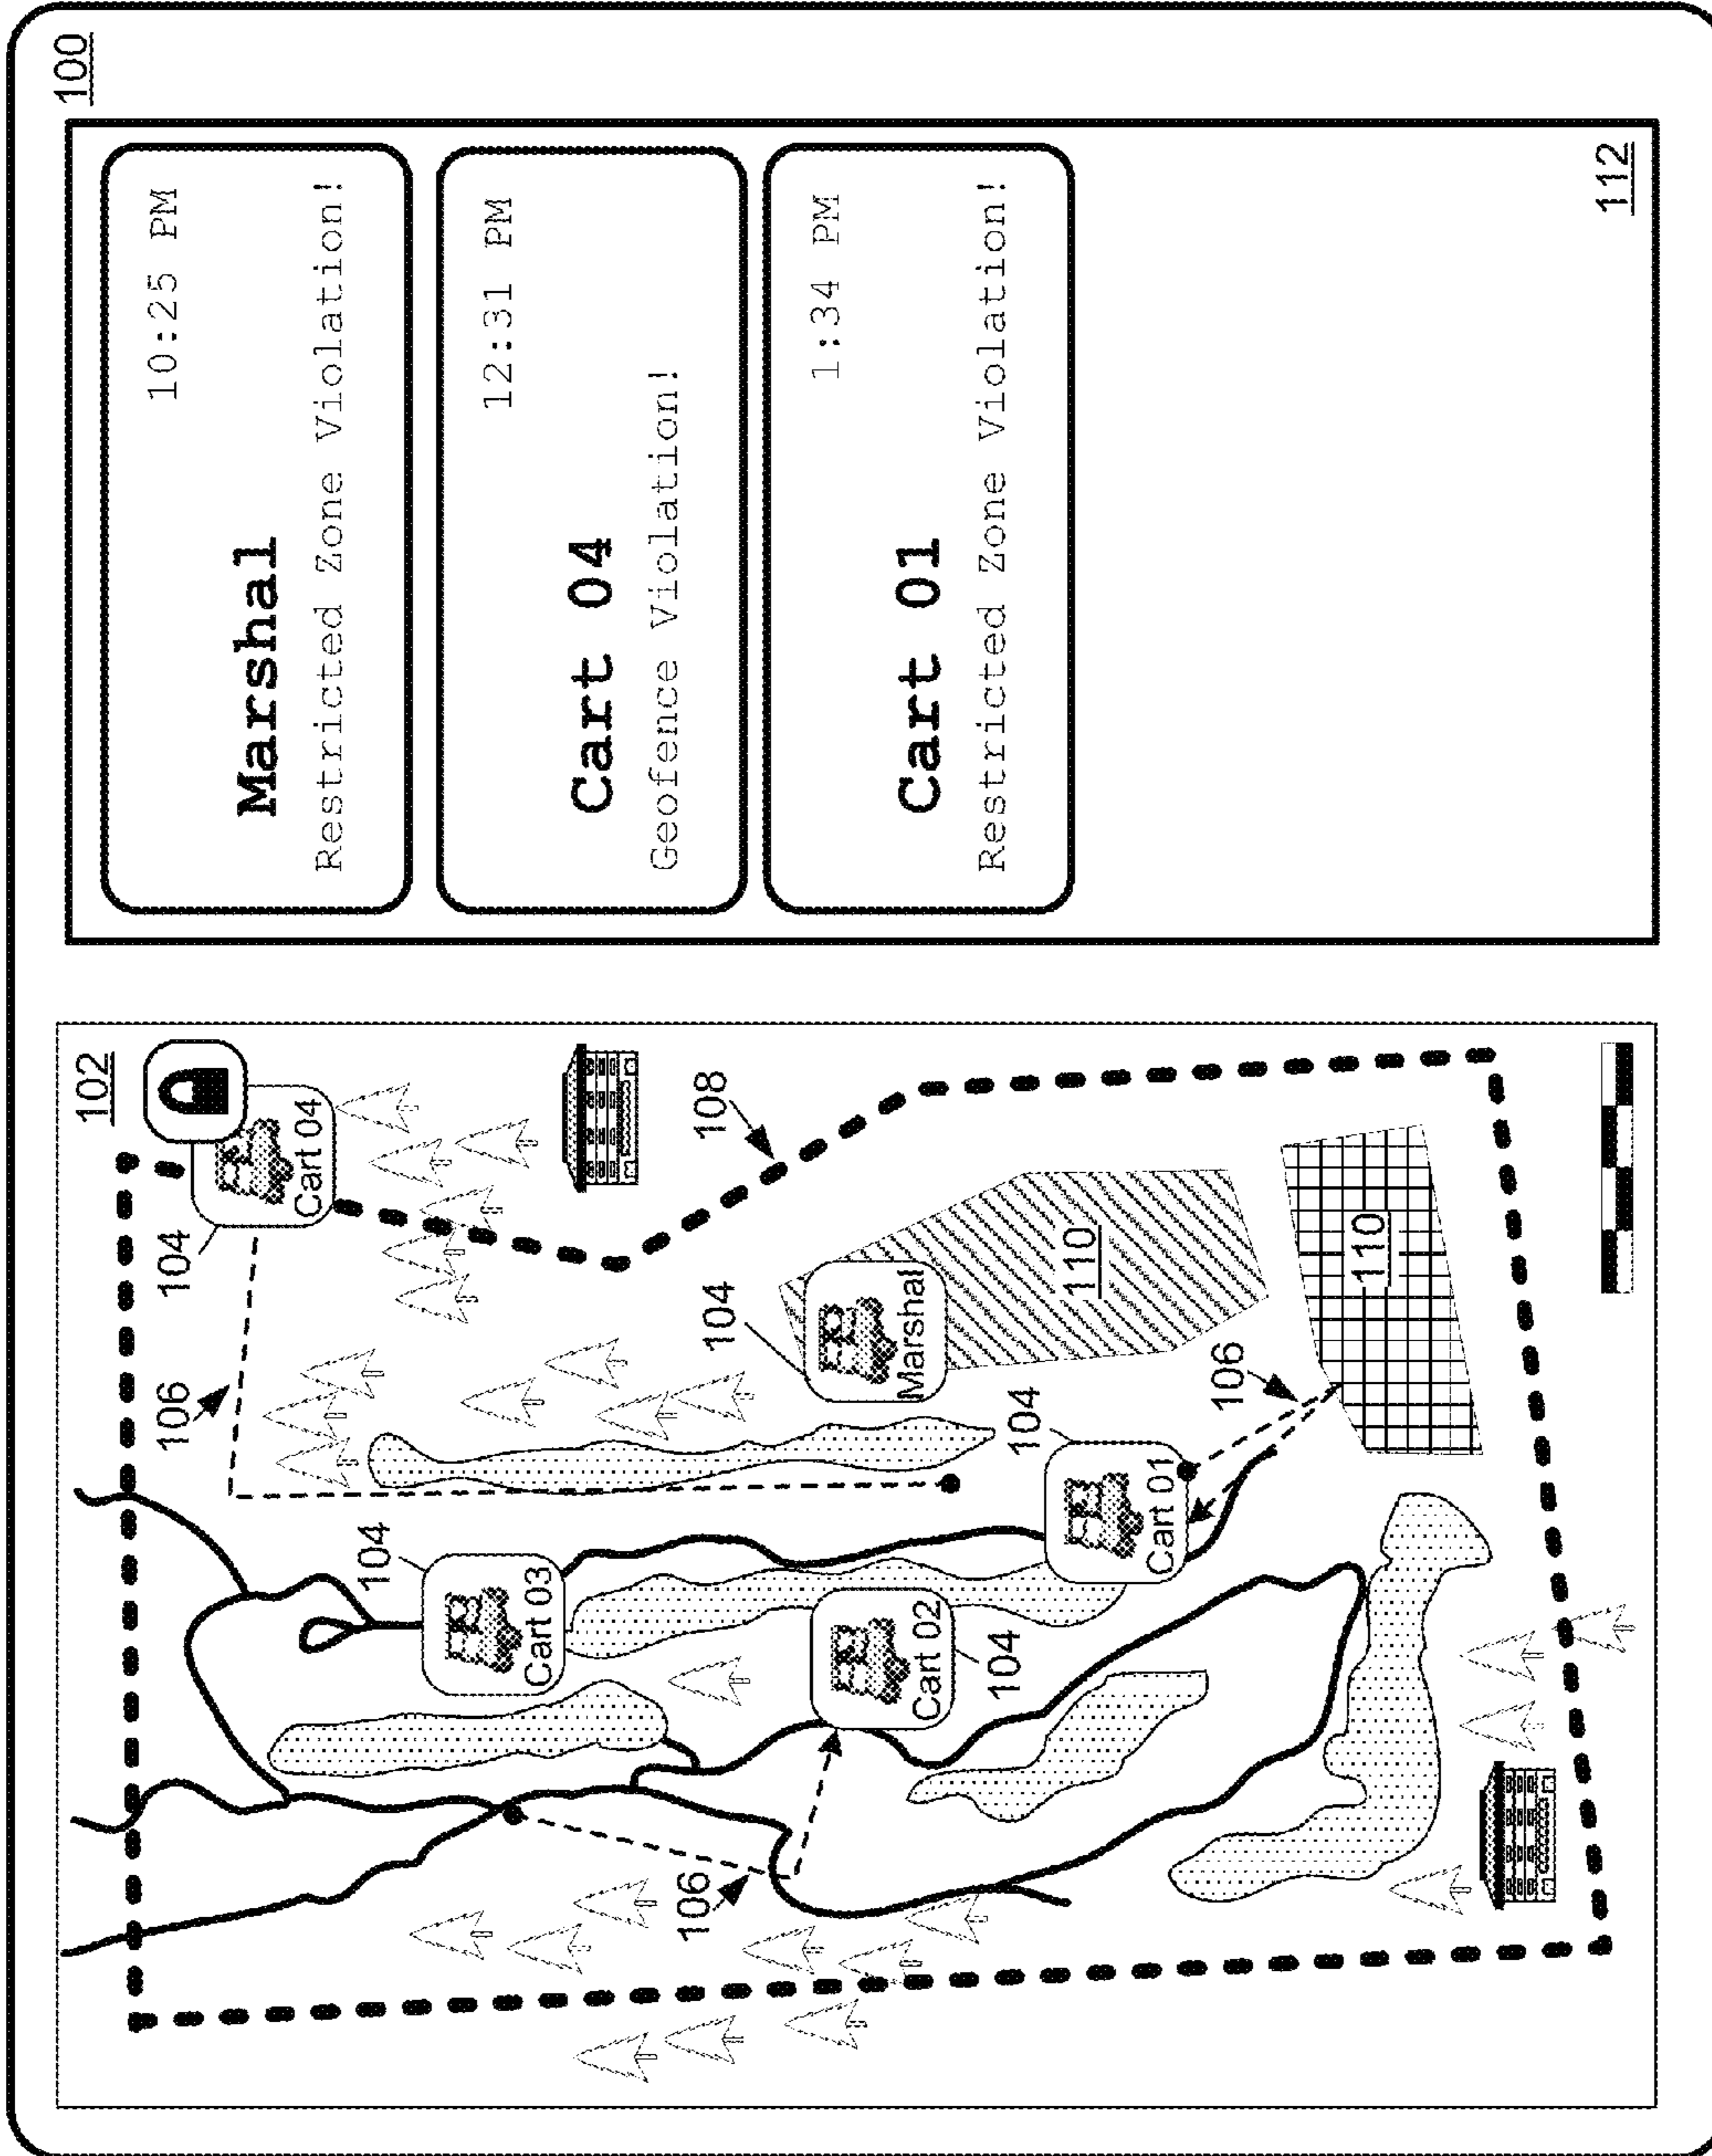 100
102
104
Cart 04
106
108
104
Cart 03
104
Marshal
110
104
Cart 01
106
110
Cart 02
104
106
10:25 PM
Marshal
Restricted Zone Violation!
12:31 PM
Cart 04
Geofence Violation!
1:34 PM
Cart 01
Restricted Zone Violation!
112